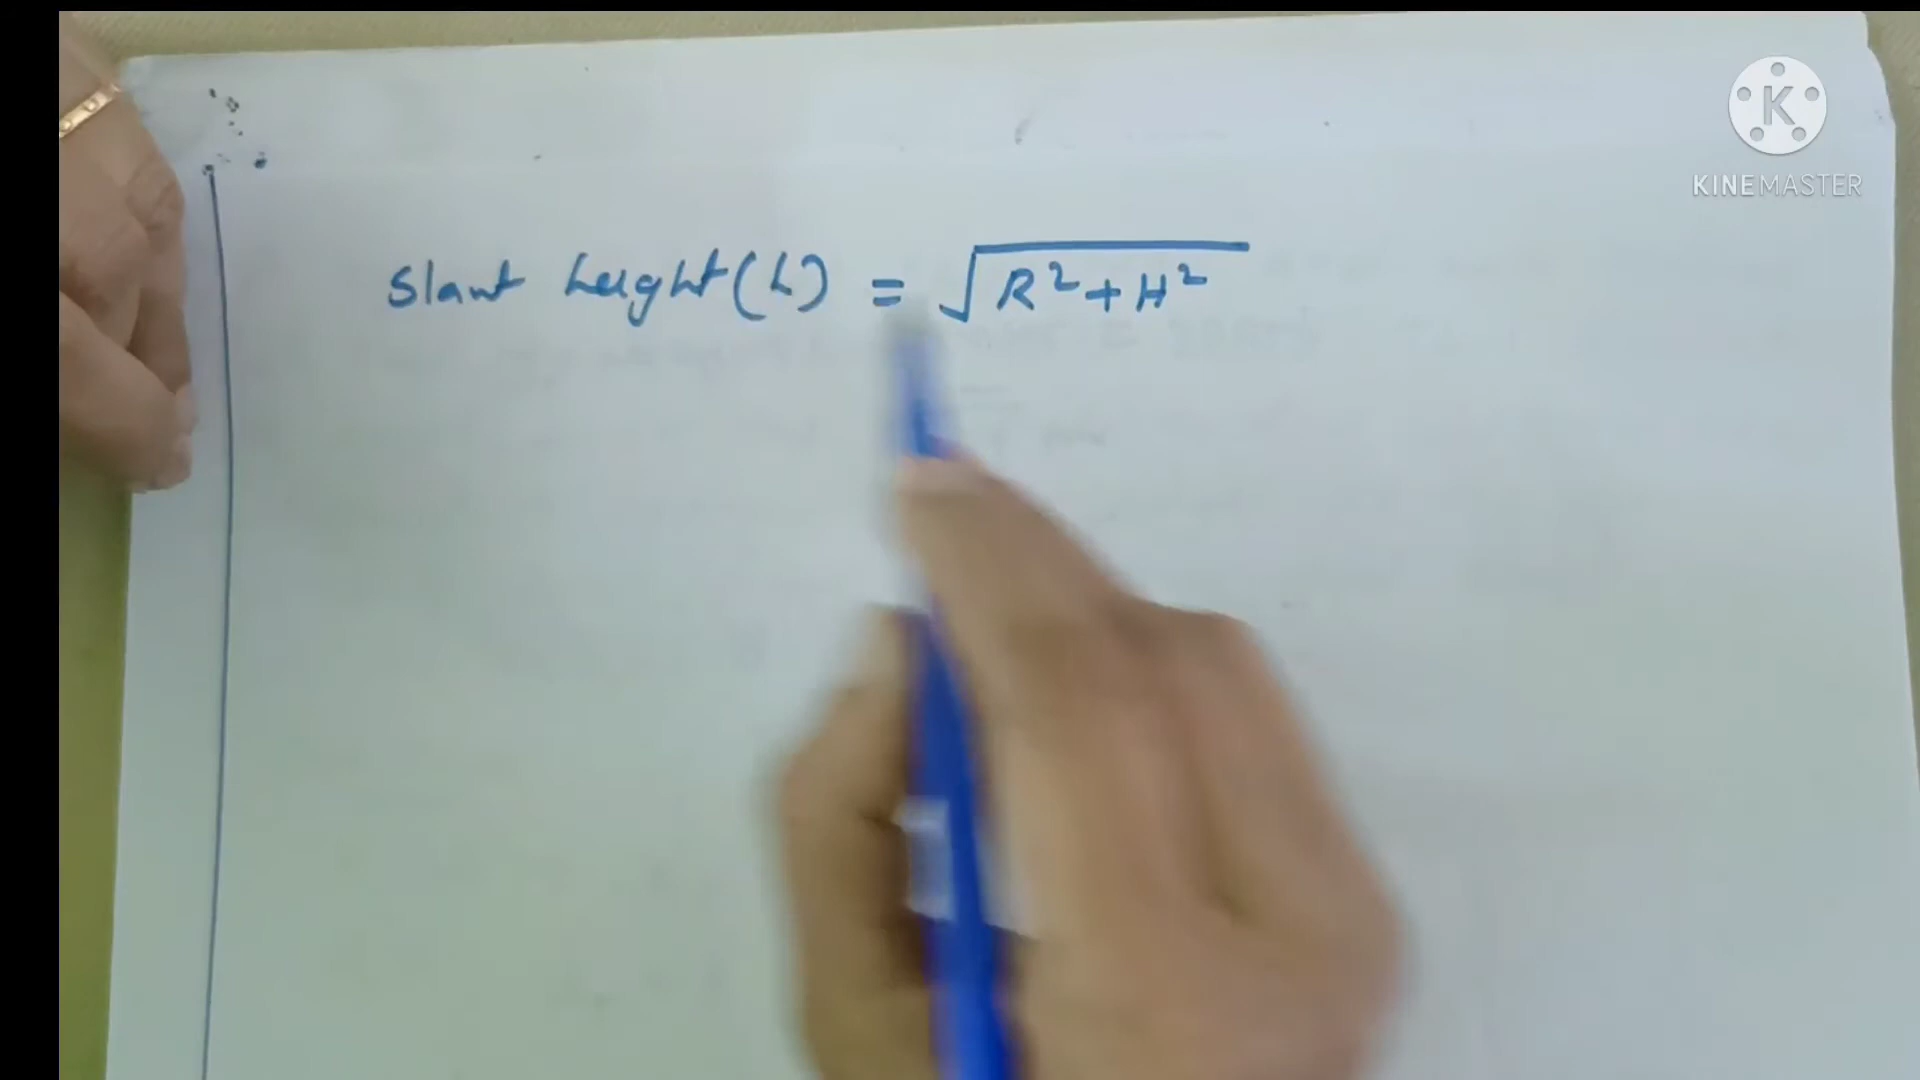 K
KINEMASTER
Slant height (L) = √R² + H²